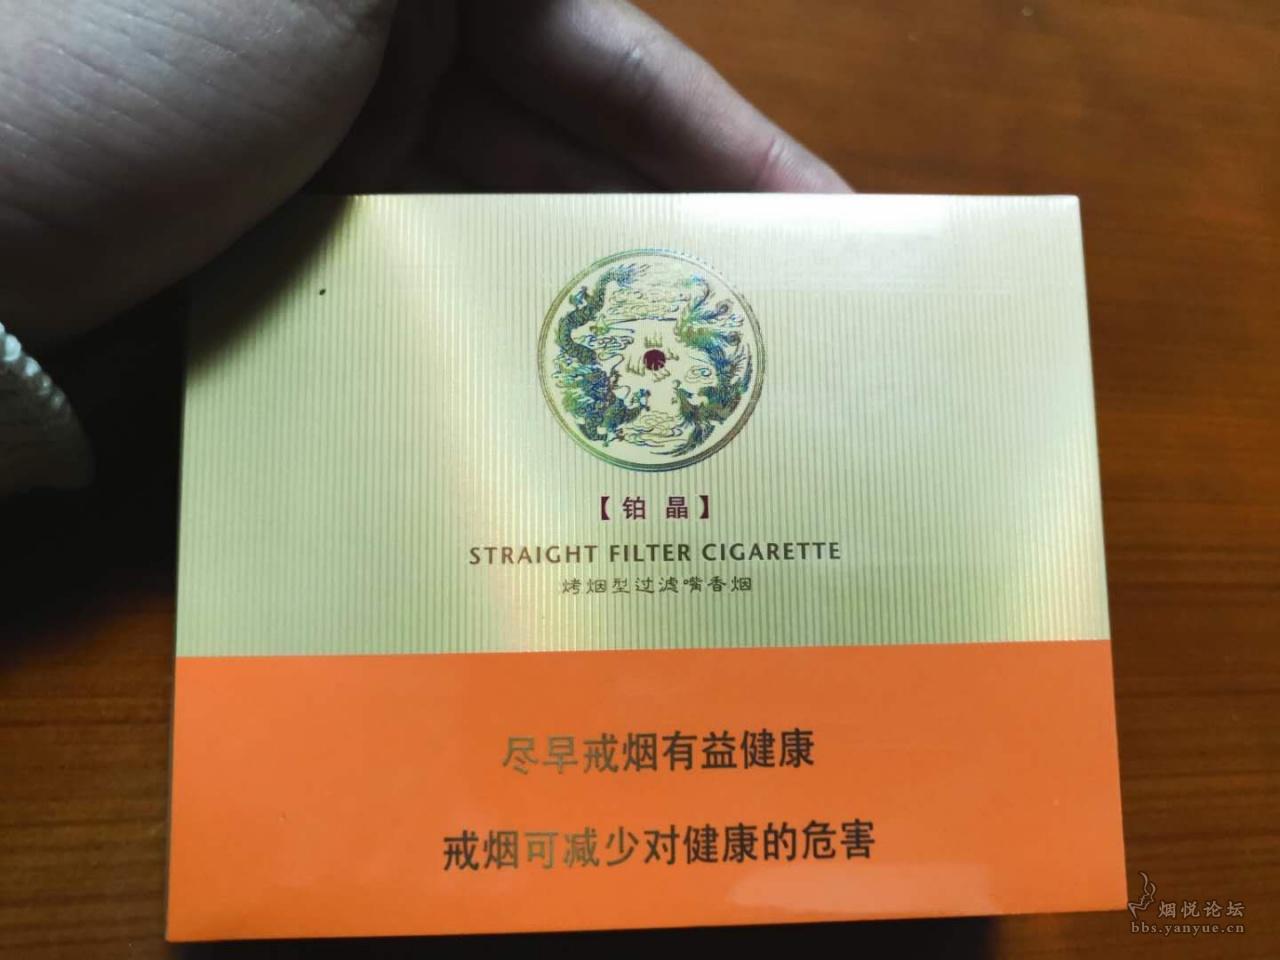 【铂晶】
STRAIGHT FILTER CIGARETTE
烤烟型过滤嘴香烟
尽早戒烟有益健康
戒烟可减少对健康的危害
烟悦论坛
bbs.yanyue.cn